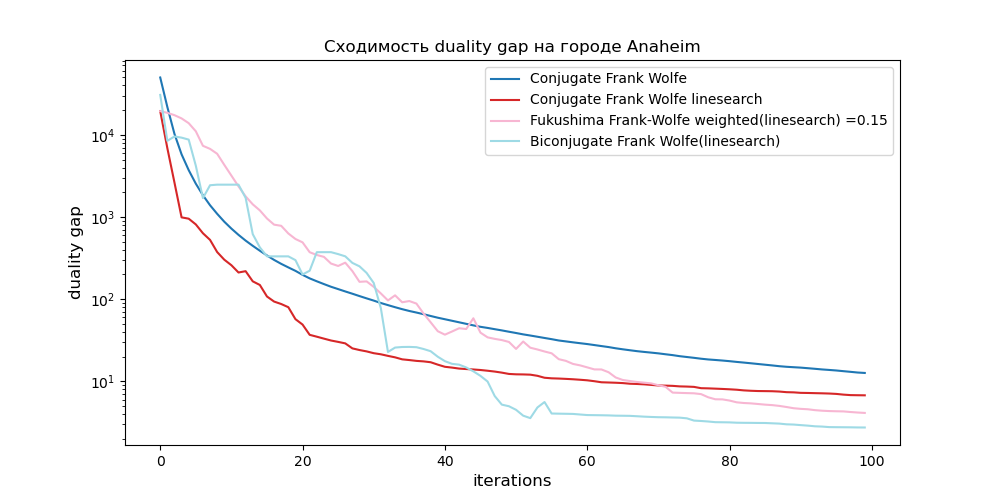 Сходимость duality gap на городе Anaheim
Conjugate Frank Wolfe
Conjugate Frank Wolfe linesearch
Fukushima Frank-Wolfe weighted(linesearch) =0.15
Biconjugate Frank Wolfe(linesearch)
duality gap
10⁴
10³
10²
10¹
0 20 40 60 80 100
iterations